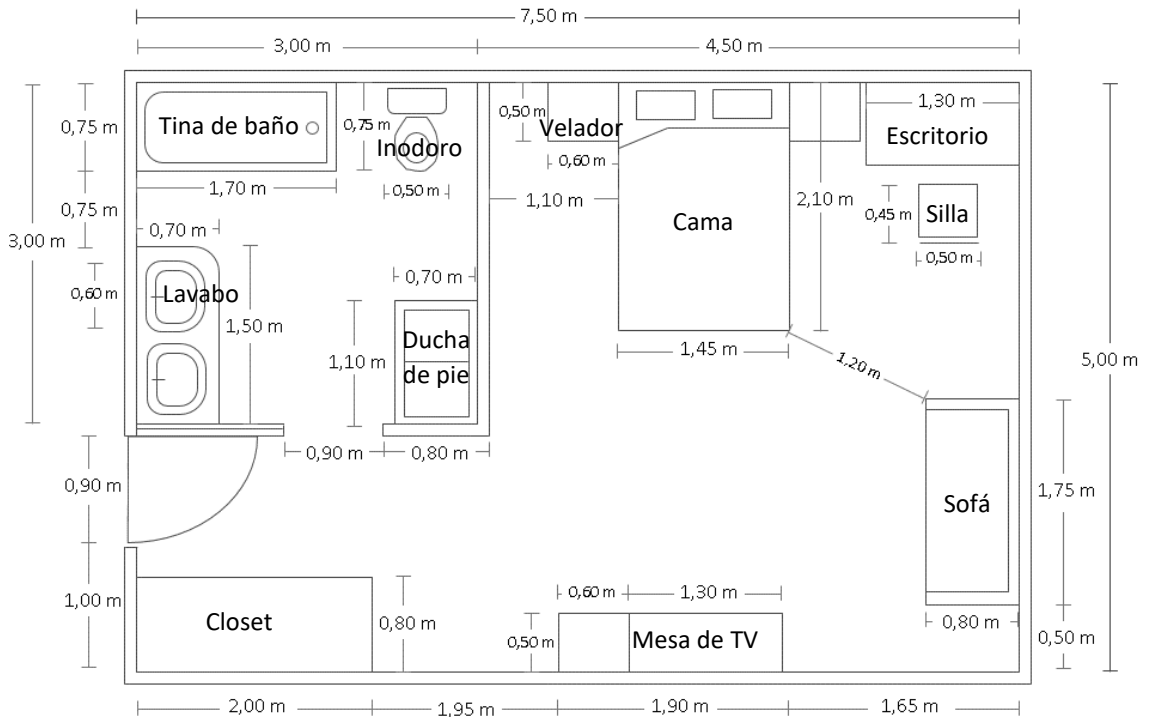 7,50 m
3,00 m
4,50 m
0,75 m
Tina de baño
0,75 m
Inodoro
0,50 m
Velador
0,60 m
1,30 m
Escritorio
1,70 m
0,50 m
1,10 m
Cama
2,10 m
0,45 m
Silla
0,50 m
0,75 m
0,70 m
3,00 m
0,60 m
Lavabo
1,50 m
0,70 m
Ducha
de pie
1,10 m
1,45 m
1,20 m
5,00 m
0,90 m
0,80 m
0,90 m
Sofá
1,75 m
1,00 m
Closet
0,80 m
0,60 m
1,30 m
0,50 m
Mesa de TV
0,80 m
0,50 m
2,00 m
1,95 m
1,90 m
1,65 m